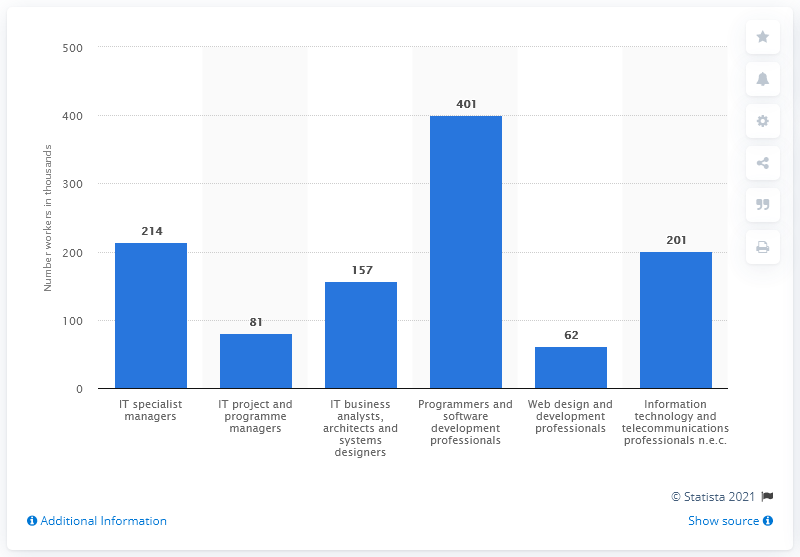 500
400
300
200
100
0
Number workers in thousands
214
81
157
401
62
201
IT specialist
managers
IT project and
programme
managers
IT business
analysts,
architects and
systems
designers
Programmers and
software
development
professionals
Web design and
development
professionals
Information
technology and
telecommunications
professionals n.e.c.
© Statista 2021
Additional Information
Show source